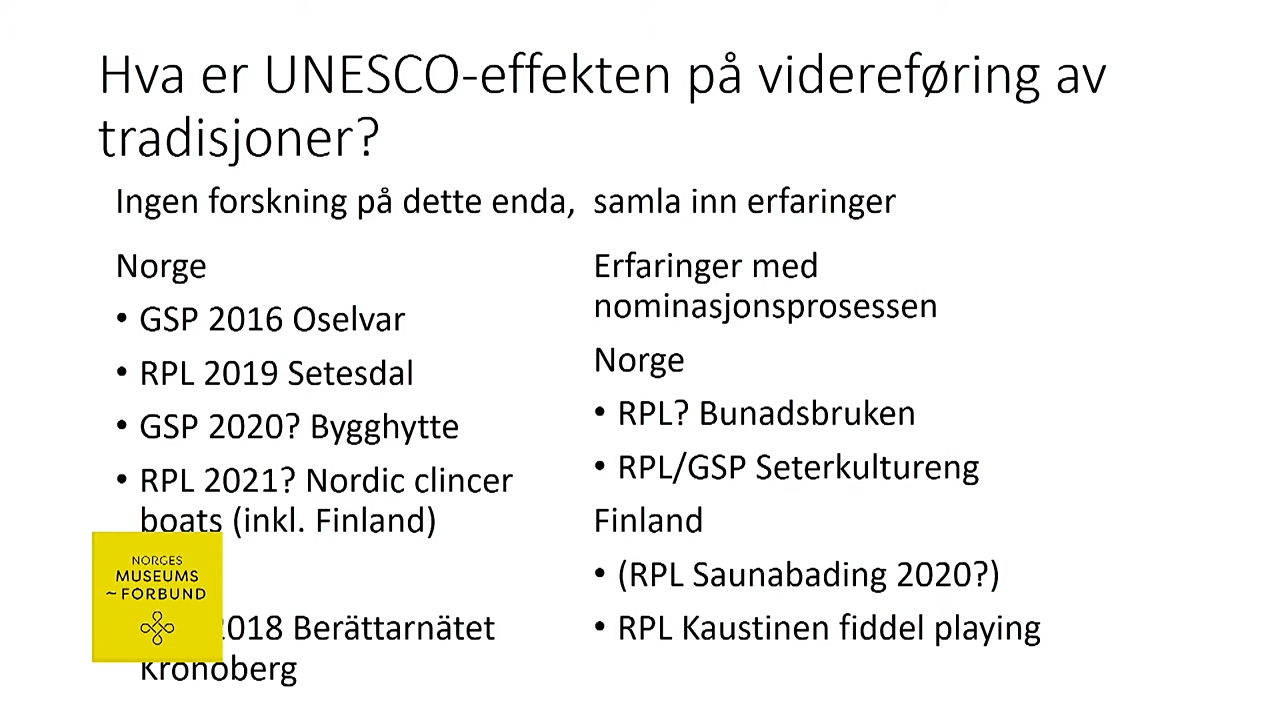 Hva er UNESCO-effekten på videreføring av
tradisjoner?
Ingen forskning på dette enda, samla inn erfaringer
Norge
• GSP 2016 Oselvar
• RPL 2019 Setesdal
• GSP 2020? Bygghytte
• RPL 2021? Nordic clincer
boats (inkl. Finland)
2018 Berättarnätet
Kronoberg
Erfaringer med
nominasjonsprosessen
Norge
• RPL? Bunadsbruken
• RPL/GSP Seterkultureng
Finland
• (RPL Saunabading 2020?)
• RPL Kaustinen fiddel playing
NORGES
MUSEUMS
~FORBUND